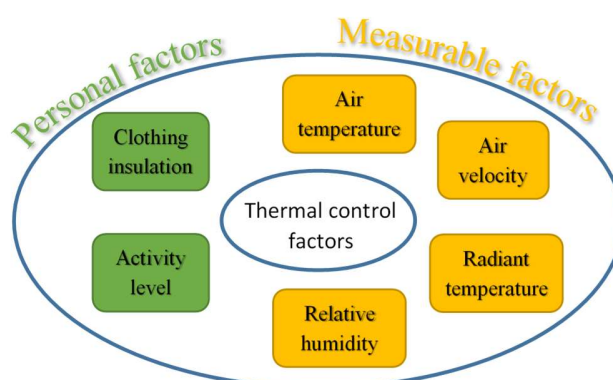 Personal factors
Measurable factors
Air
temperature
Clothing
insulation
Air
velocity
Thermal control
factors
Activity
level
Radiant
temperature
Relative
humidity